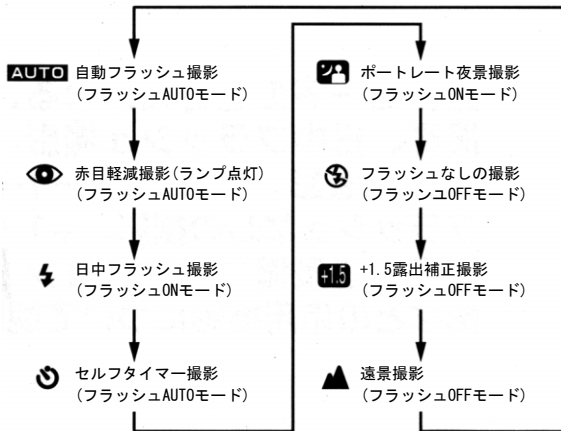 AUTO 自動フラッシュ撮影
(フラッシュAUTOモード)
赤目軽減撮影(ランプ点灯)
(フラッシュAUTOモード)
日中フラッシュ撮影
(フラッシュONモード)
セルフタイマー撮影
(フラッシュAUTOモード)
ポートレート夜景撮影
(フラッシュONモード)
フラッシュなしの撮影
(フランユOFFモード)
+1.5 +1.5露出補正撮影
(フラッシュOFFモード)
遠景撮影
(フラッシュOFFモード)